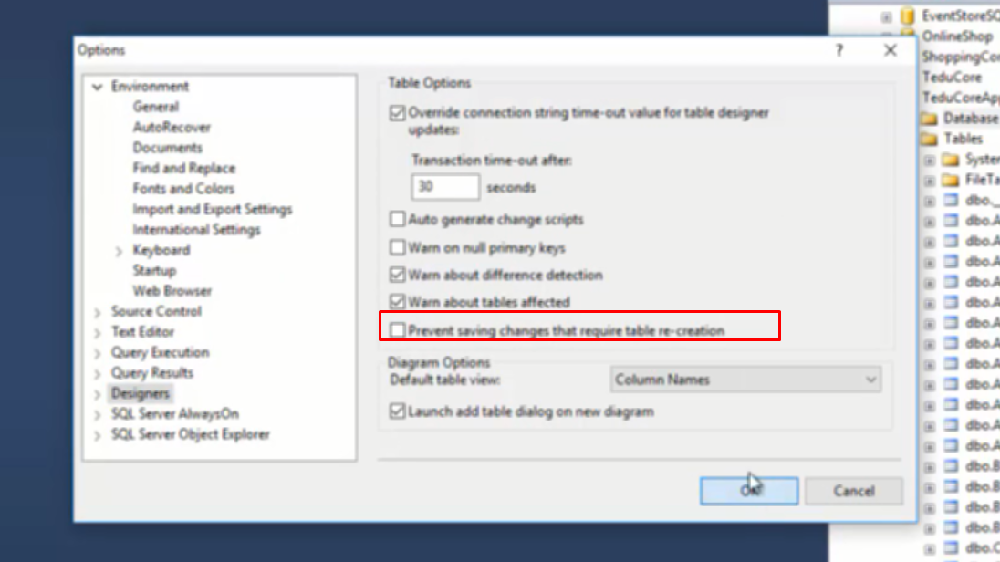 Options
?
Environment
General
AutoRecover
Documents
Find and Replace
Fonts and Colors
Import and Export Settings
International Settings
Keyboard
Startup
Web Browser
Source Control
Text Editor
Query Execution
Query Results
Designers
SQL Server AlwaysOn
SQL Server Object Explorer
Table Options
Override connection string time-out value for table designer
updates:
Transaction time-out after:
30 seconds
Auto generate change scripts
Warn on null primary keys
Warn about difference detection
Warn about tables affected
Prevent saving changes that require table re-creation
Diagram Options
Default table view: Column Names
Launch add table dialog on new diagram
OK Cancel
EventStoreSQ
OnlineShop
ShoppingCor
TeduCore
TeduCoreApp
Database
Tables
System
FileTa
dbo._
dbo.A
dbo.A
dbo.A
dbo.A
dbo.A
dbo.A
dbo.A
dbo.A
dbo.A
dbo.A
dbo.A
dbo.A
dbo.B
dbo.B
dbo.B
dbo.B
dbo.C